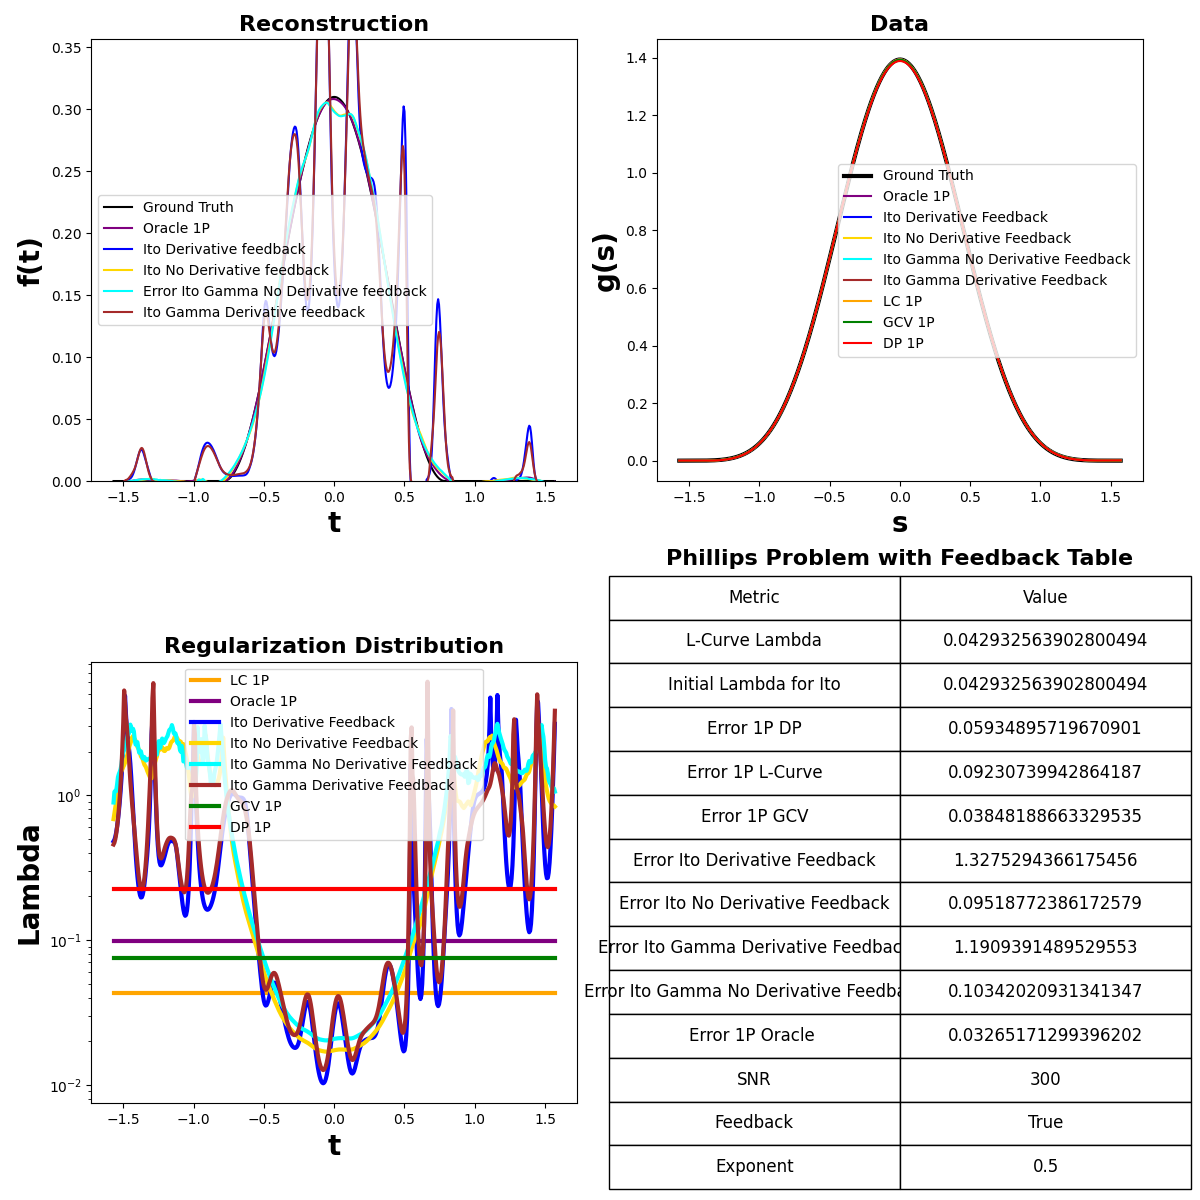 Reconstruction
0.35
0.30
0.25
0.20
0.15
0.10
0.05
0.00
f(t)
Ground Truth
Oracle 1P
Ito Derivative feedback
Ito No Derivative feedback
Error Ito Gamma No Derivative feedback
Ito Gamma Derivative feedback
−1.5 −1.0 −0.5 0.0 0.5 1.0 1.5
t
Data
1.4
1.2
1.0
0.8
0.6
0.4
0.2
0.0
g(s)
Ground Truth
Oracle 1P
Ito Derivative Feedback
Ito No Derivative Feedback
Ito Gamma No Derivative Feedback
Ito Gamma Derivative Feedback
LC 1P
GCV 1P
DP 1P
−1.5 −1.0 −0.5 0.0 0.5 1.0 1.5
s
Regularization Distribution
10⁰
10⁻¹
10⁻²
Lambda
LC 1P
Oracle 1P
Ito Derivative Feedback
Ito No Derivative Feedback
Ito Gamma No Derivative Feedback
Ito Gamma Derivative Feedback
GCV 1P
DP 1P
−1.5 −1.0 −0.5 0.0 0.5 1.0 1.5
t
Phillips Problem with Feedback Table
Metric Value
L-Curve Lambda 0.042932563902800494
Initial Lambda for Ito 0.042932563902800494
Error 1P DP 0.05934895719670901
Error 1P L-Curve 0.09230739942864187
Error 1P GCV 0.03848188663329535
Error Ito Derivative Feedback 1.3275294366175456
Error Ito No Derivative Feedback 0.09518772386172579
Error Ito Gamma Derivative Feedbac 1.1909391489529553
Error Ito Gamma No Derivative Feedba 0.10342020931341347
Error 1P Oracle 0.03265171299396202
SNR 300
Feedback True
Exponent 0.5